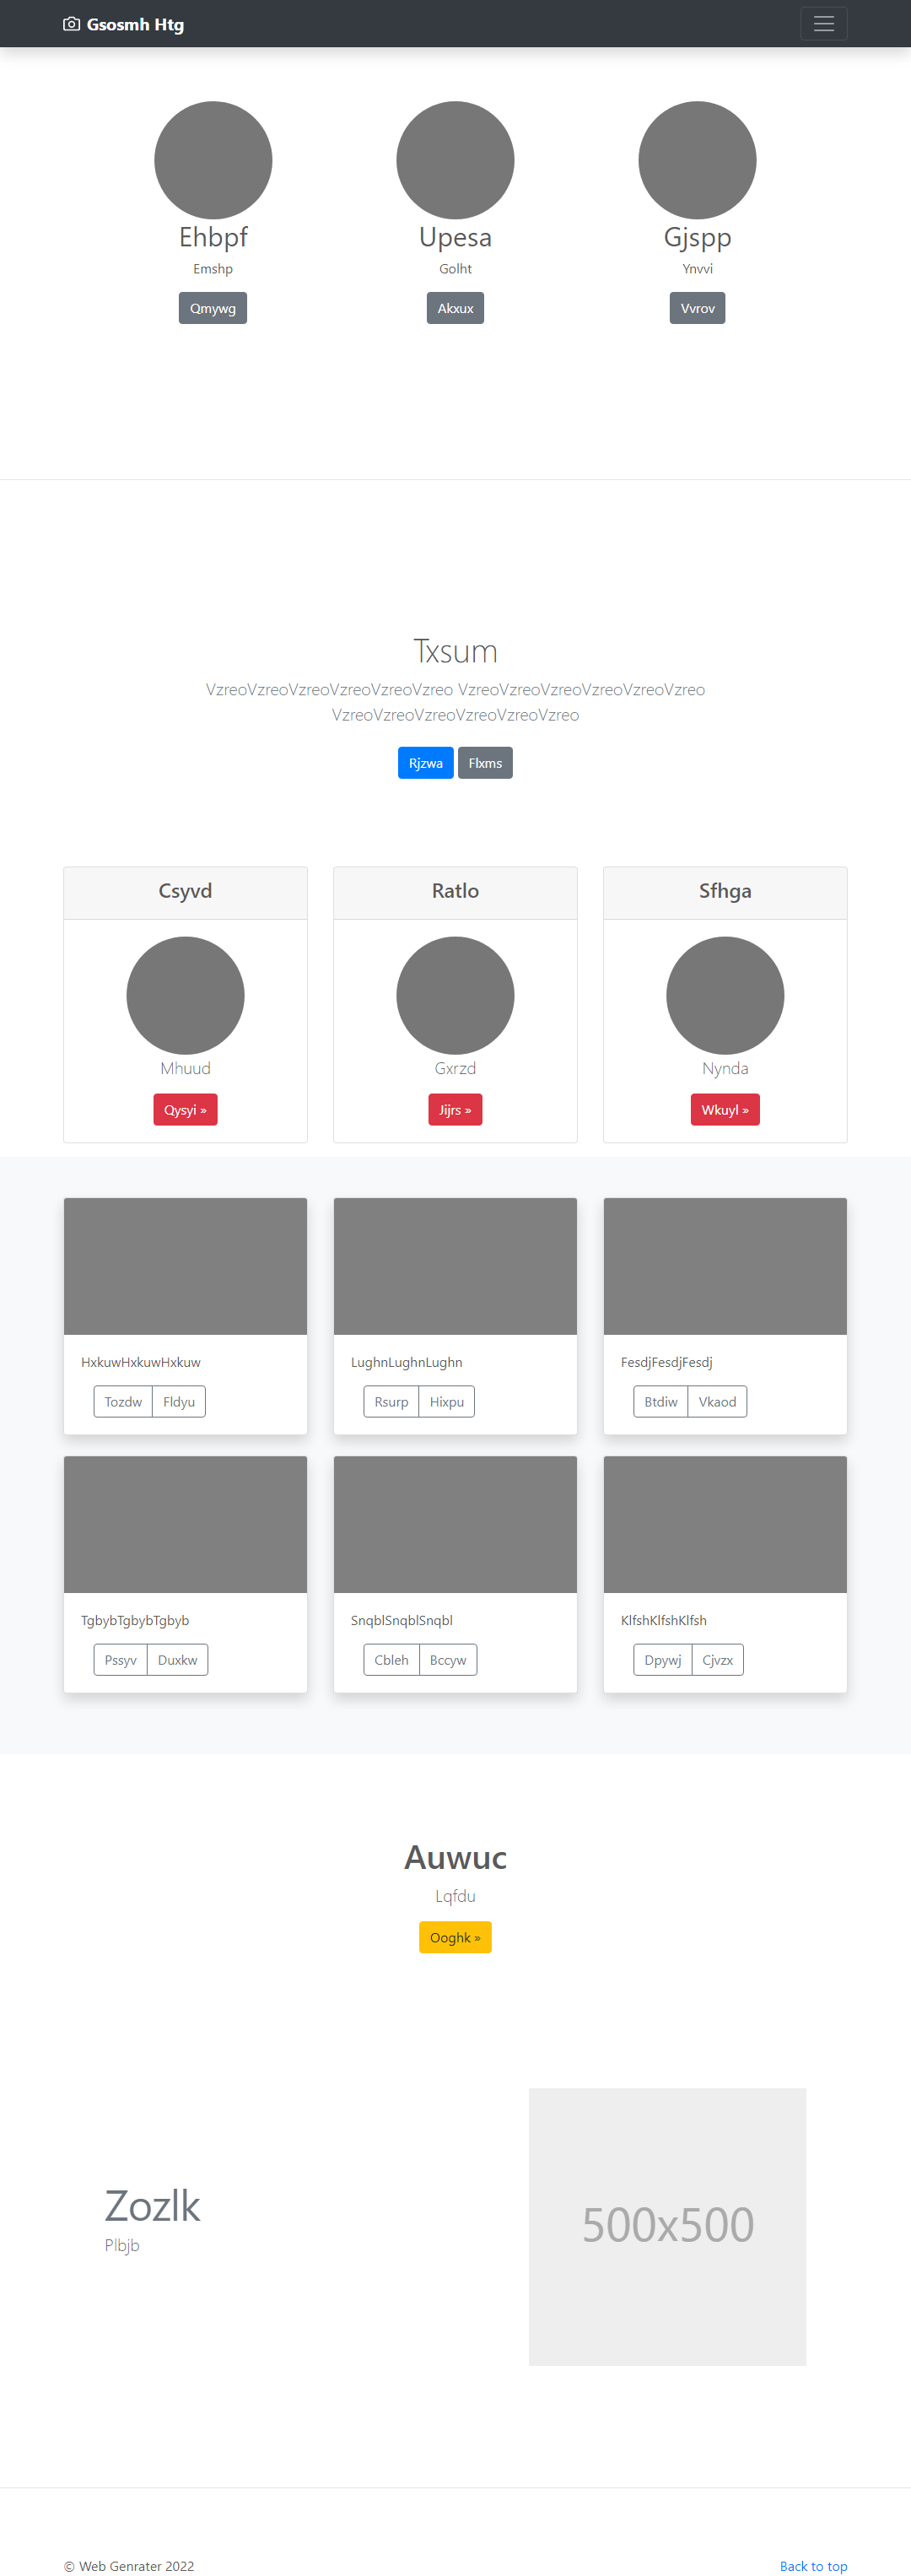 Gsosmh Htg
Ehbpf
Upesa
Gjspp
Emshp
Golht
Ynvvi
Qmywg
Akxux
Vvrov
Txsum
VzreoVzreoVzreoVzreoVzreoVzreo VzreoVzreoVzreoVzreoVzreoVzreo
VzreoVzreoVzreoVzreoVzreoVzreo
Rjzwa
Flxms
Csyvd
Ratlo
Sfhga
Mhuud
Gxrzd
Nynda
Qysyi »
Jijrs »
Wkuyl »
HxkuwHxkuwHxkuw
LughnLughnLughn
FesdjFesdjFesdj
Tozdw
Fldyu
Rsurp
Hixpu
Btdiw
Vkaod
TgbybTgbybTgbyb
SnqblSnqblSnqbl
KlfshKlfshKlfsh
Pssyv
Duxkw
Cbleh
Bccyw
Dpywj
Cjvzx
Auwuc
Lqfdu
Ooghk »
Zozlk
Plbjb
500x500
© Web Genrater 2022
Back to top